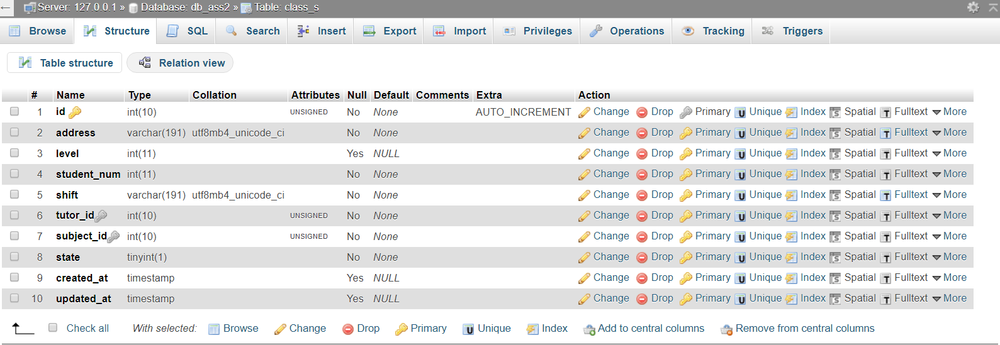 Server: 127.0.0.1 » Database: db_ass2 » Table: class_s
Browse Structure SQL Search Insert Export Import Privileges Operations Tracking Triggers
Table structure Relation view
# Name Type Collation Attributes Null Default Comments Extra Action
1 id int(10) UNSIGNED No None AUTO_INCREMENT Change Drop Primary Unique Index Spatial Fulltext More
2 address varchar(191) utf8mb4_unicode_ci No None Change Drop Primary Unique Index Spatial Fulltext More
3 level int(11) Yes NULL Change Drop Primary Unique Index Spatial Fulltext More
4 student_num int(11) No None Change Drop Primary Unique Index Spatial Fulltext More
5 shift varchar(191) utf8mb4_unicode_ci No None Change Drop Primary Unique Index Spatial Fulltext More
6 tutor_id int(10) UNSIGNED No None Change Drop Primary Unique Index Spatial Fulltext More
7 subject_id int(10) UNSIGNED No None Change Drop Primary Unique Index Spatial Fulltext More
8 state tinyint(1) No None Change Drop Primary Unique Index Spatial Fulltext More
9 created_at timestamp Yes NULL Change Drop Primary Unique Index Spatial Fulltext More
10 updated_at timestamp Yes NULL Change Drop Primary Unique Index Spatial Fulltext More
Check all With selected: Browse Change Drop Primary Unique Index Add to central columns Remove from central columns